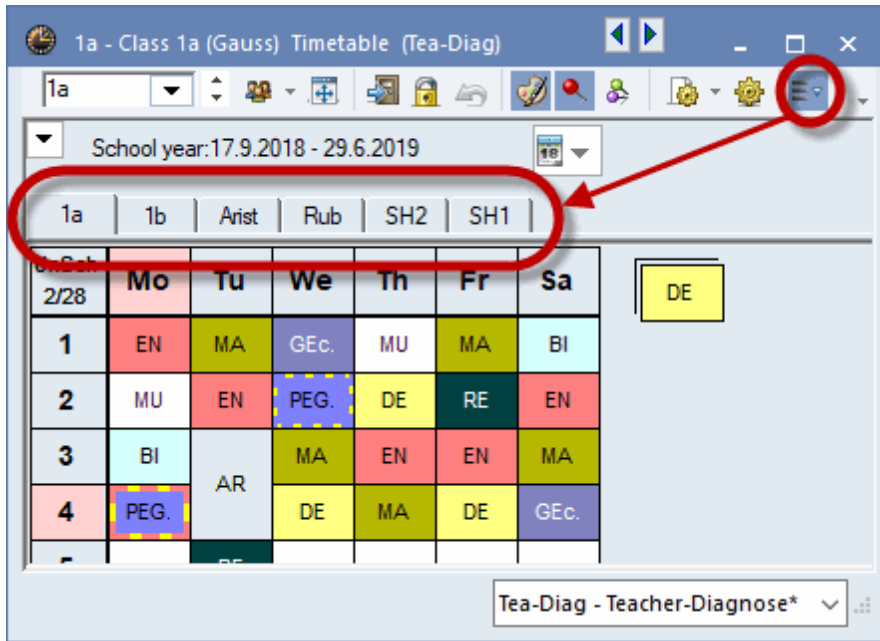 1a - Class 1a (Gauss) Timetable (Tea-Diag)
1a
School year:17.9.2018 - 29.6.2019
18
1a 1b Arist Rub SH2 SH1
2/28 Mo Tu We Th Fr Sa
DE
1 EN MA GEc. MU MA BI
2 MU EN PEG. DE RE EN
3 BI AR MA EN EN MA
4 PEG. DE MA DE GEc.
Tea-Diag - Teacher-Diagnose*